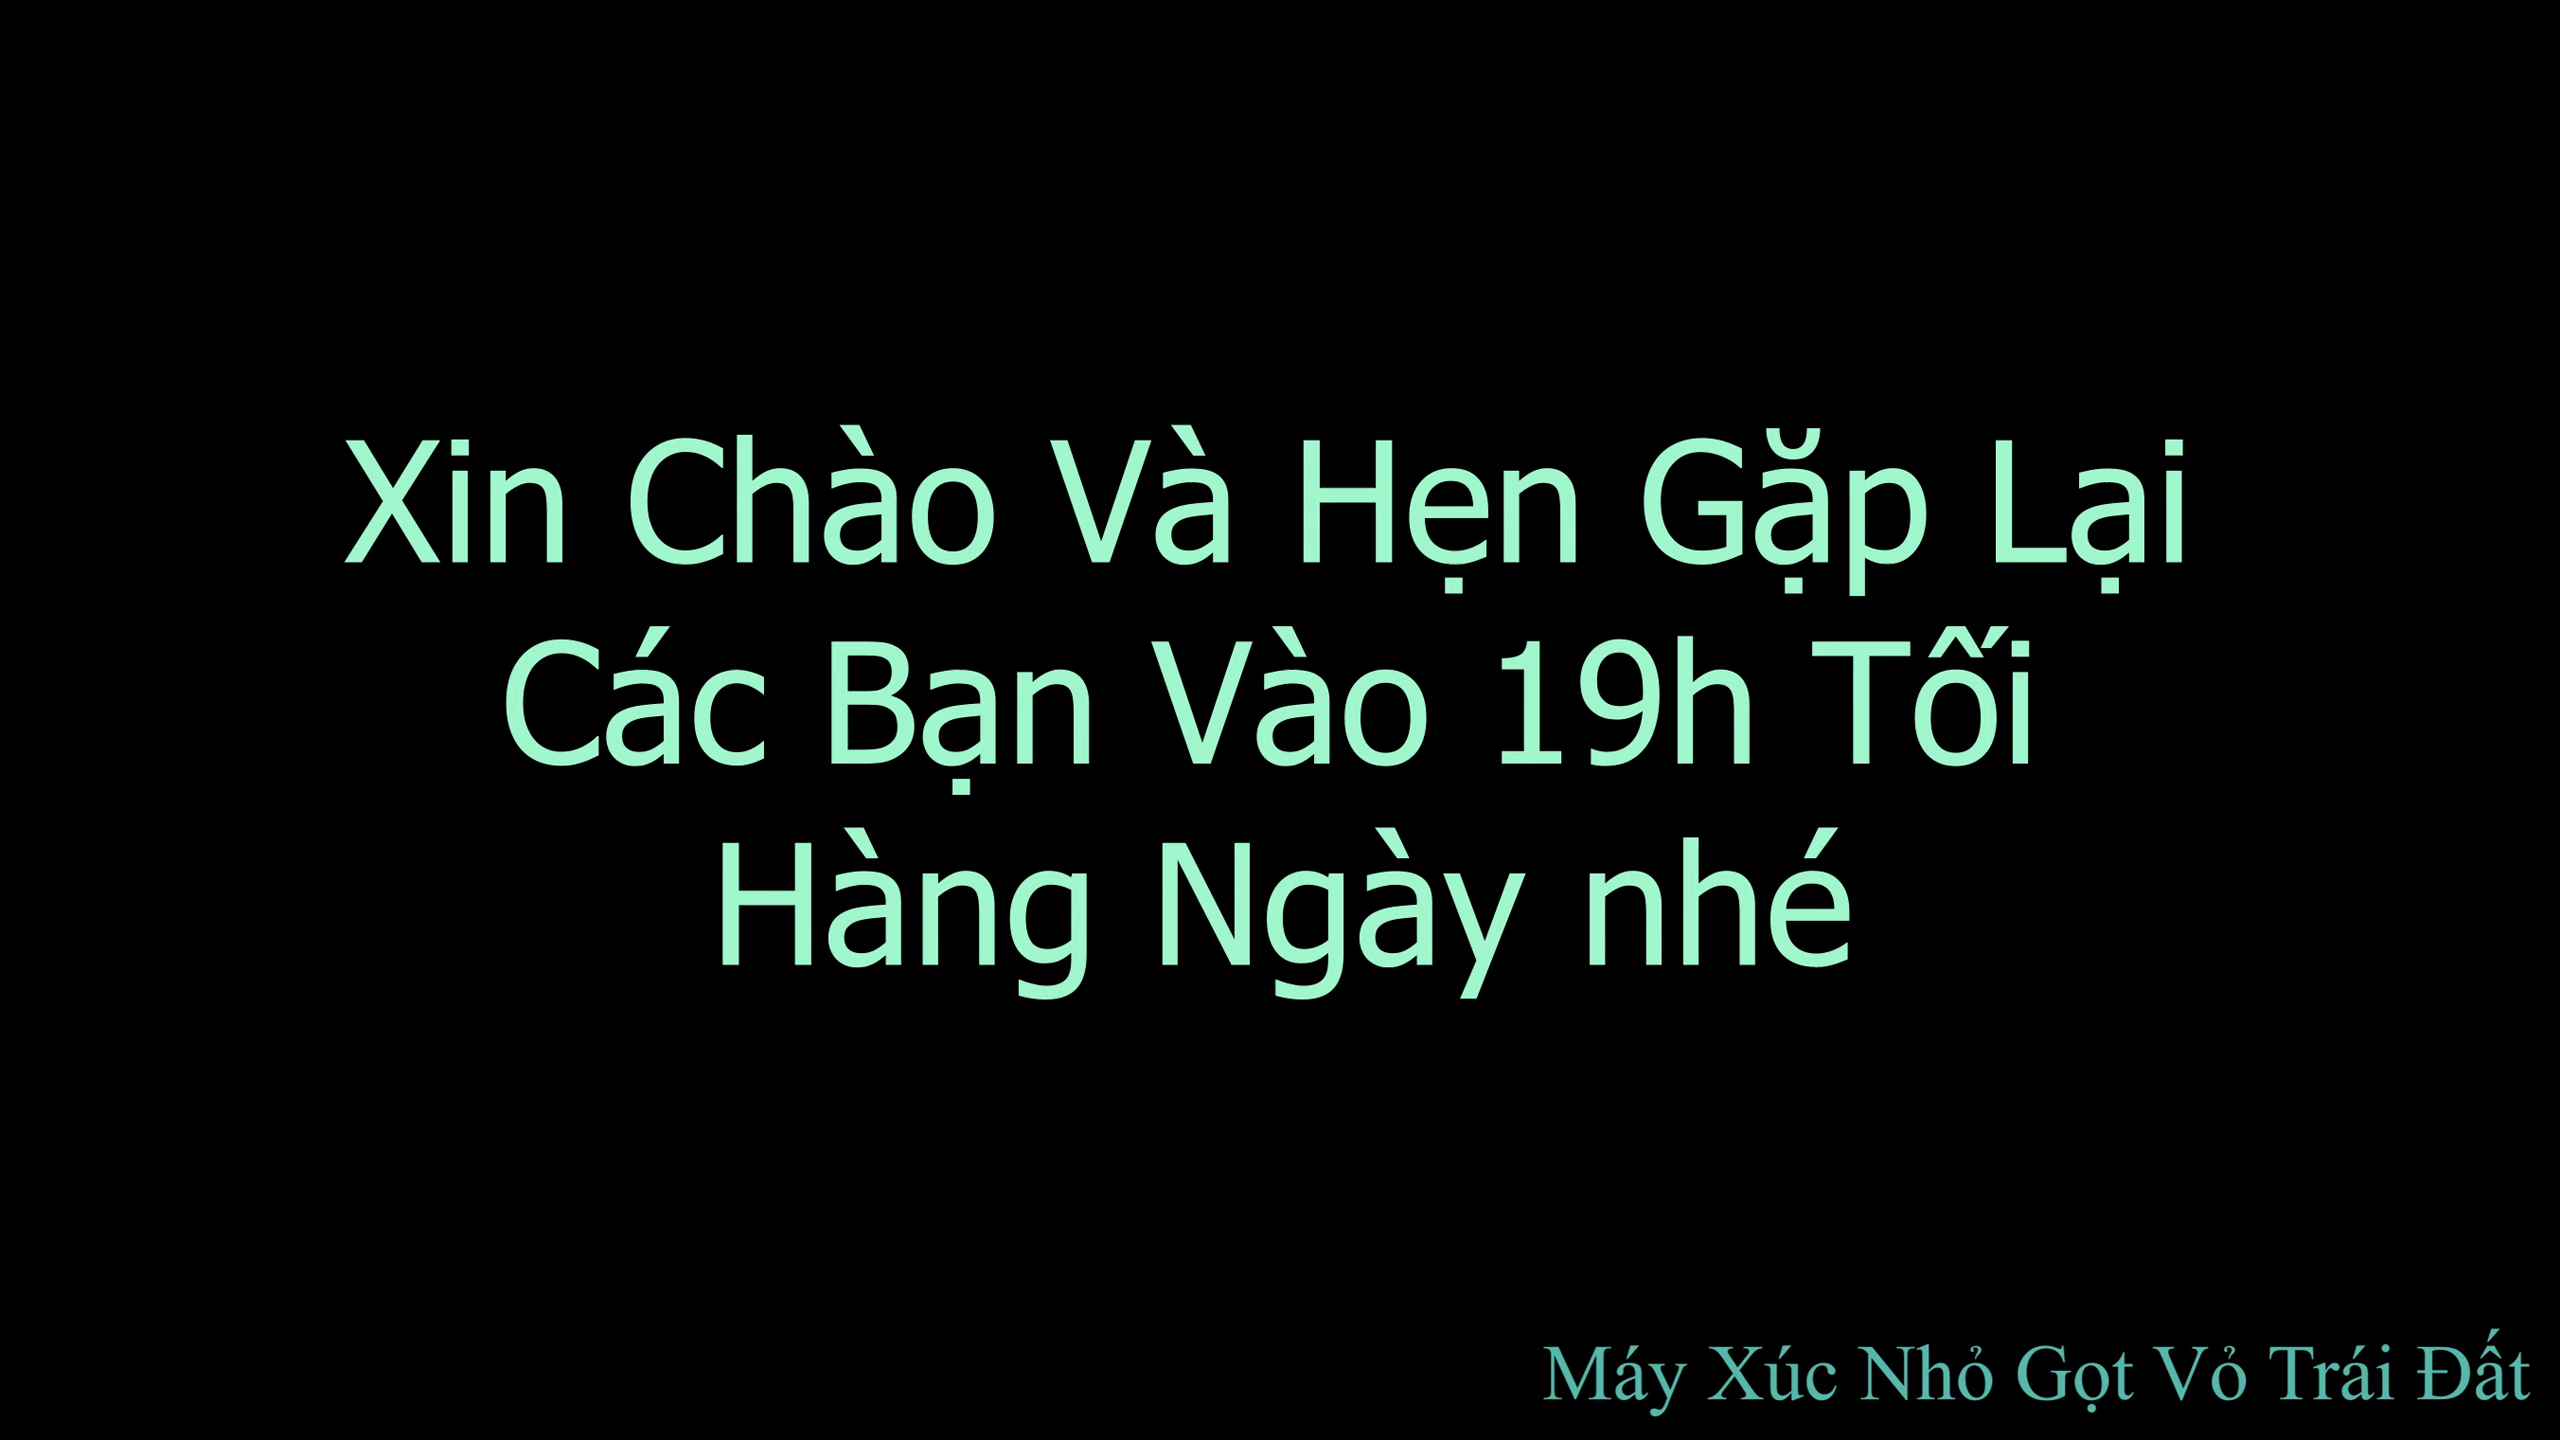 Xin Chào Và Hẹn Gặp Lại
Các Bạn Vào 19h Tối
Hàng Ngày nhé
Máy Xúc Nhỏ Gọt Vỏ Trái Đất